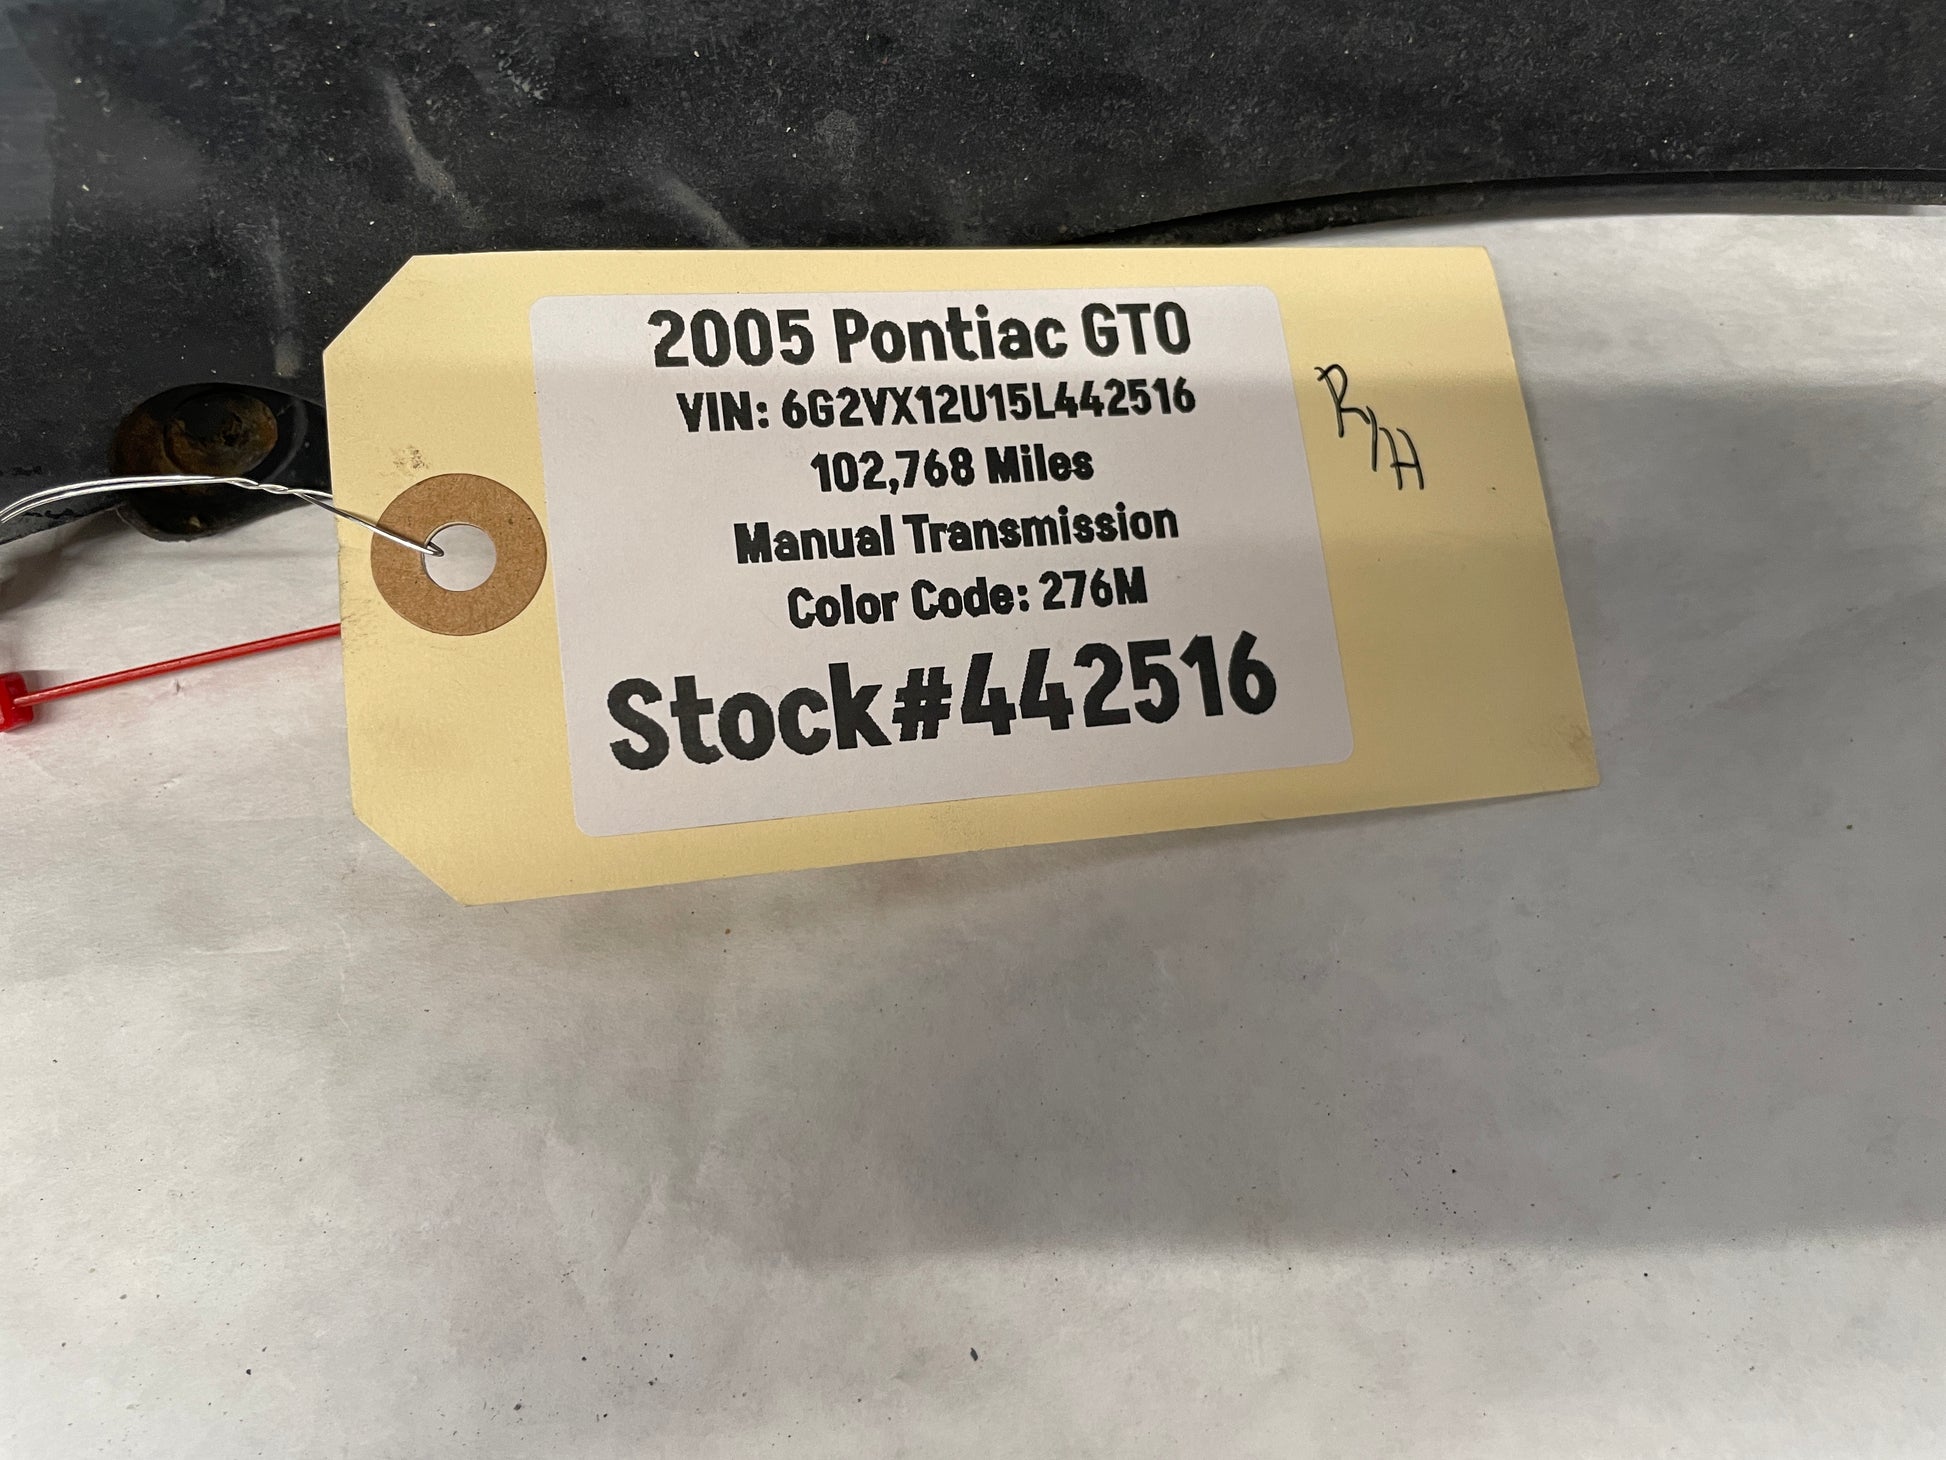 2005 Pontiac GTO
VIN: 6G2VX12U15L442516
102,768 Miles
Manual Transmission
Color Code: 276M
Stock#442516
R/H